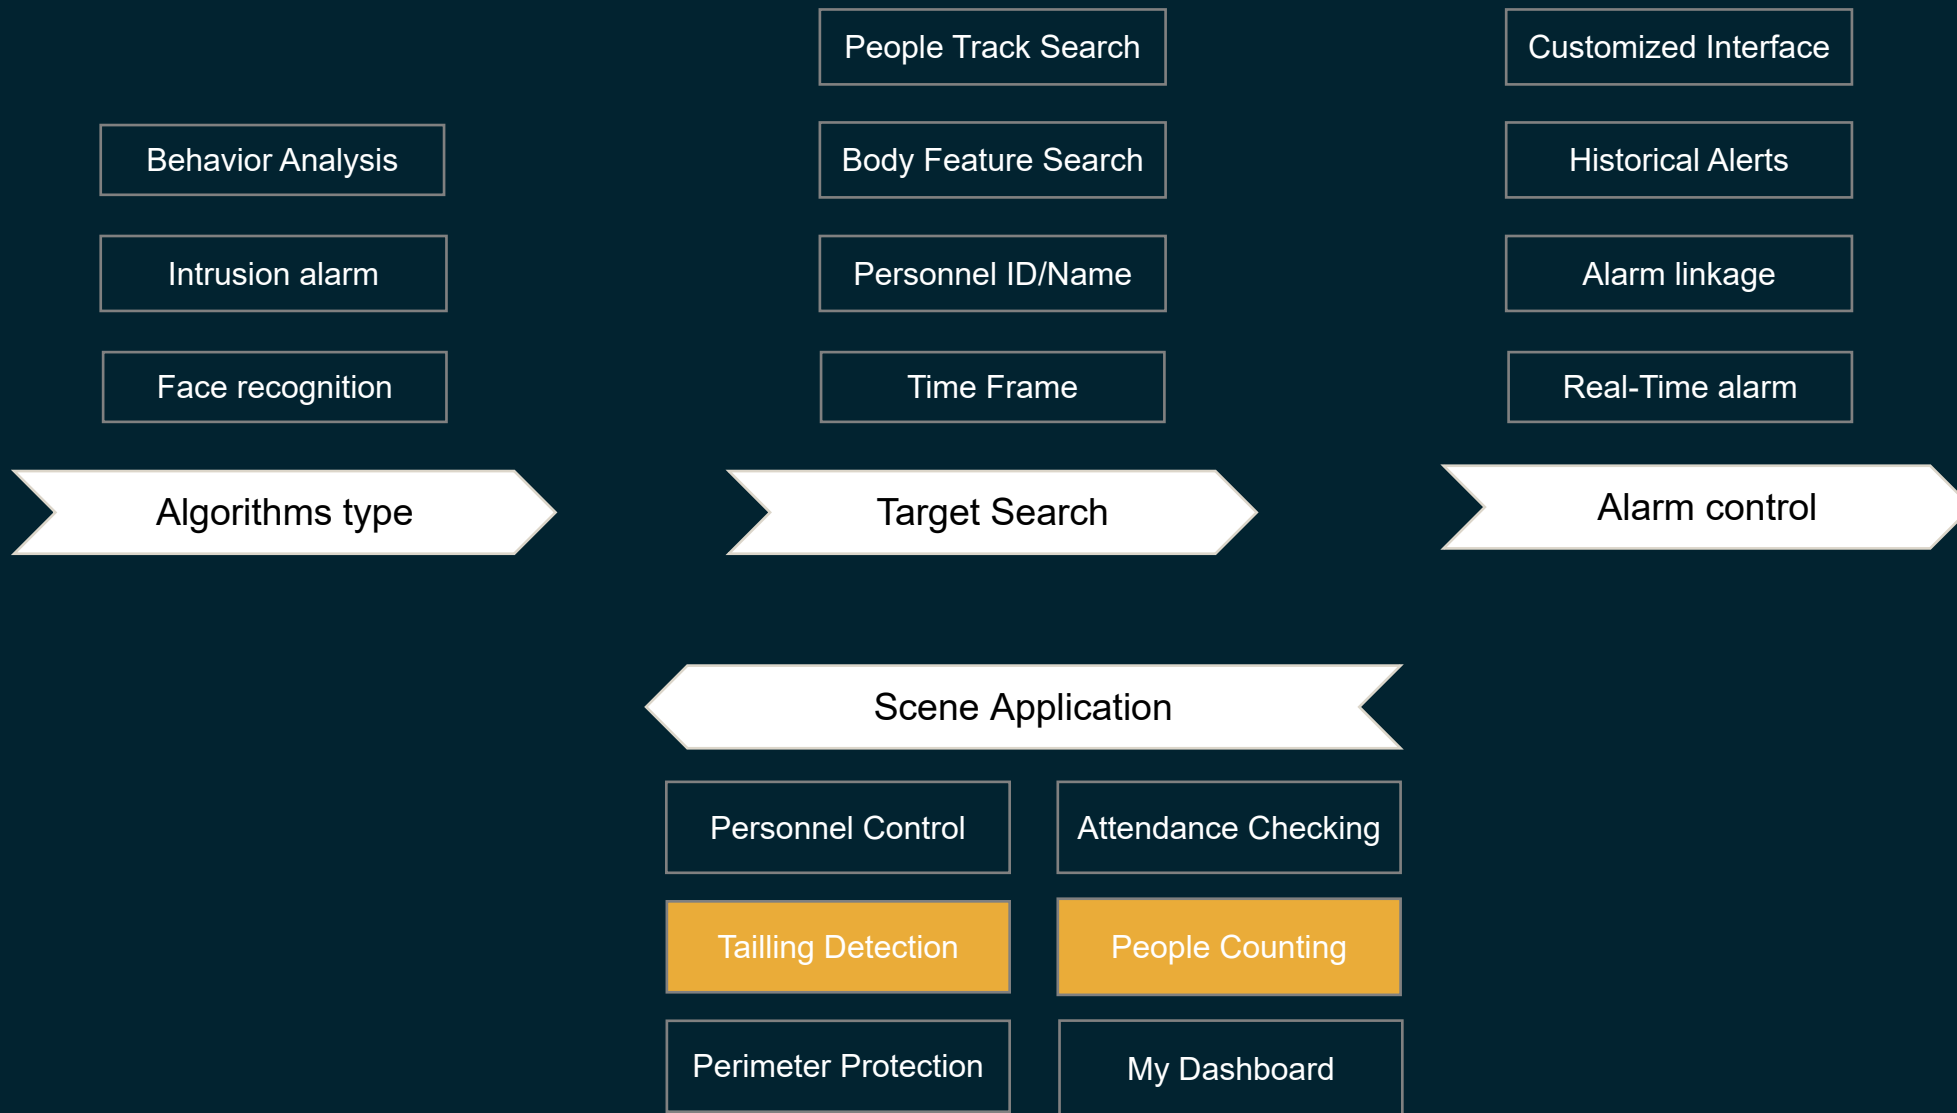 Behavior Analysis
Intrusion alarm
Face recognition
Algorithms type
People Track Search
Body Feature Search
Personnel ID/Name
Time Frame
Target Search
Customized Interface
Historical Alerts
Alarm linkage
Real-Time alarm
Alarm control
Scene Application
Personnel Control
Attendance Checking
Tailling Detection
People Counting
Perimeter Protection
My Dashboard